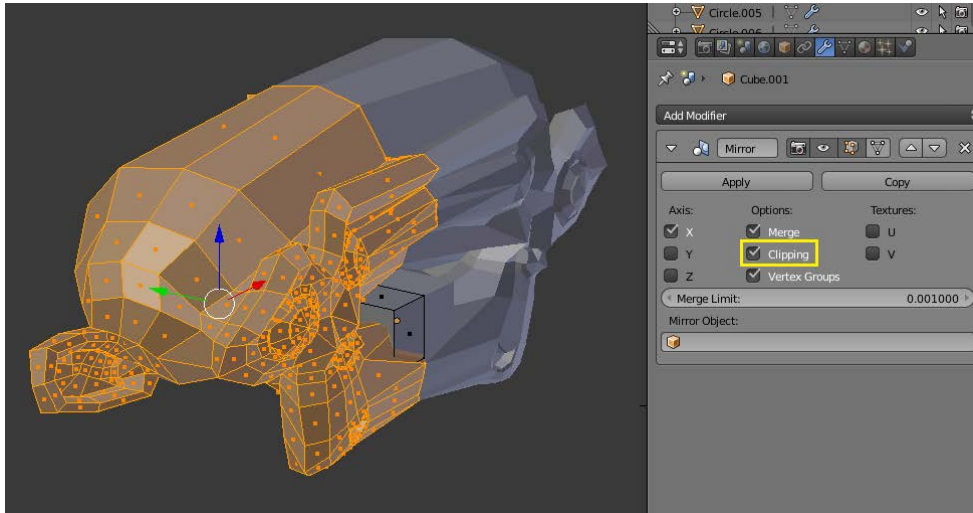 Circle.005
Circle.006
Cube.001
Add Modifier
Mirror
Apply Copy
Axis: Options: Textures:
X Merge U
Y Clipping V
Z Vertex Groups
Merge Limit: 0.001000
Mirror Object: